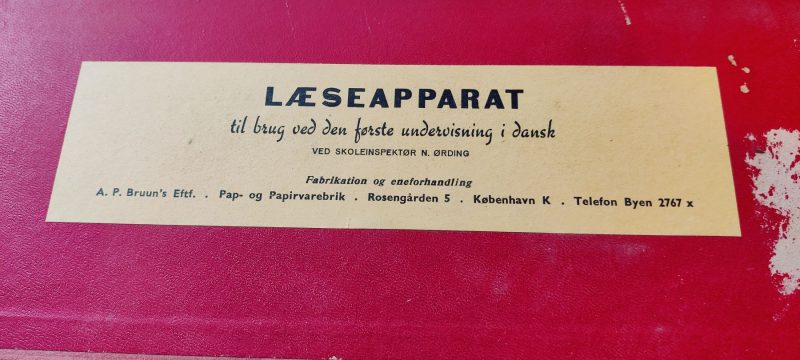 LÆSEAPPARAT
til brug ved den første undervisning i dansk
VED SKOLEINSPEKTØR N. ØRDING
Fabrikation og eneforhandling
A. P. Bruun's Eftf. . Pap- og Papirvarebrik . Rosengården 5 . København K . Telefon Byen 2767 x